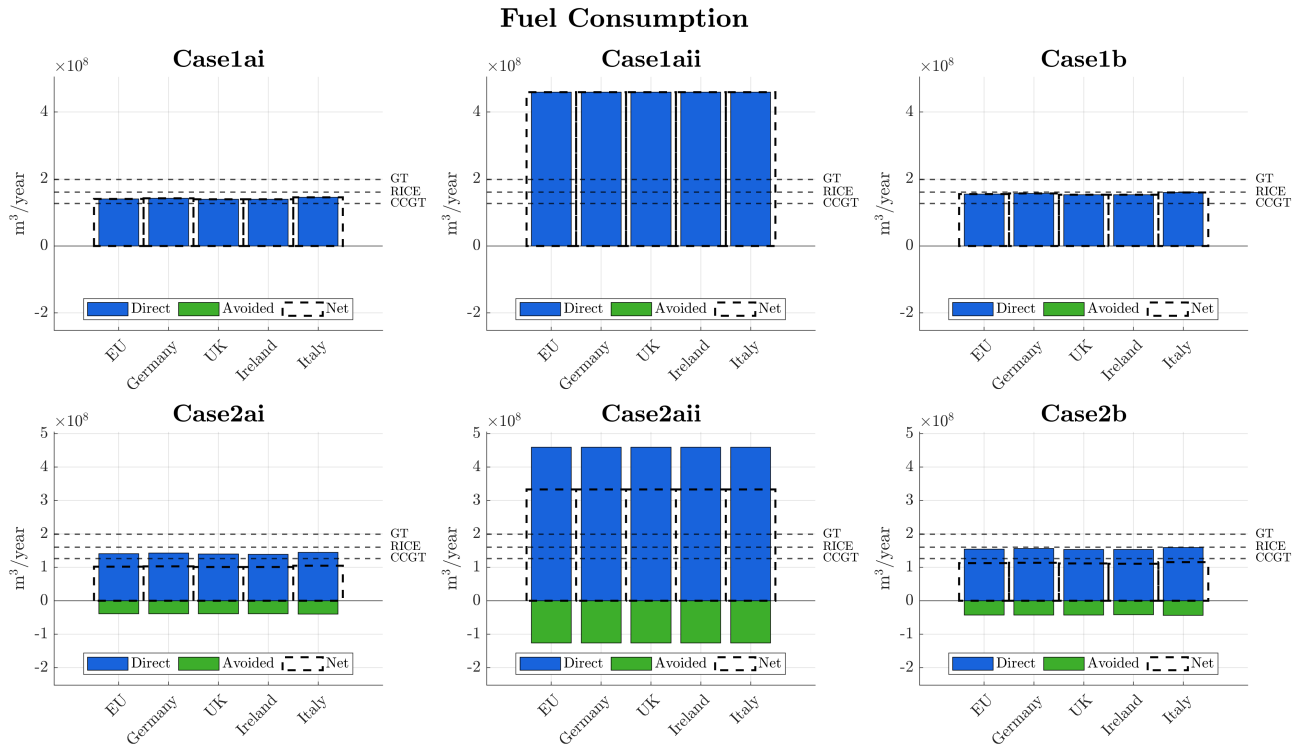 Fuel Consumption
Case1ai
×10⁸
4
2
0
-2
m³/year
GT
RICE
CCGT
Direct Avoided Net
EU Germany UK Ireland Italy
Case1aii
×10⁸
4
2
0
-2
m³/year
GT
RICE
CCGT
Direct Avoided Net
EU Germany UK Ireland Italy
Case1b
×10⁸
4
2
0
-2
m³/year
GT
RICE
CCGT
Direct Avoided Net
EU Germany UK Ireland Italy
Case2ai
×10⁸
5
4
3
2
1
0
-1
-2
m³/year
GT
RICE
CCGT
Direct Avoided Net
EU Germany UK Ireland Italy
Case2aii
×10⁸
5
4
3
2
1
0
-1
-2
m³/year
GT
RICE
CCGT
Direct Avoided Net
EU Germany UK Ireland Italy
Case2b
×10⁸
5
4
3
2
1
0
-1
-2
m³/year
GT
RICE
CCGT
Direct Avoided Net
EU Germany UK Ireland Italy